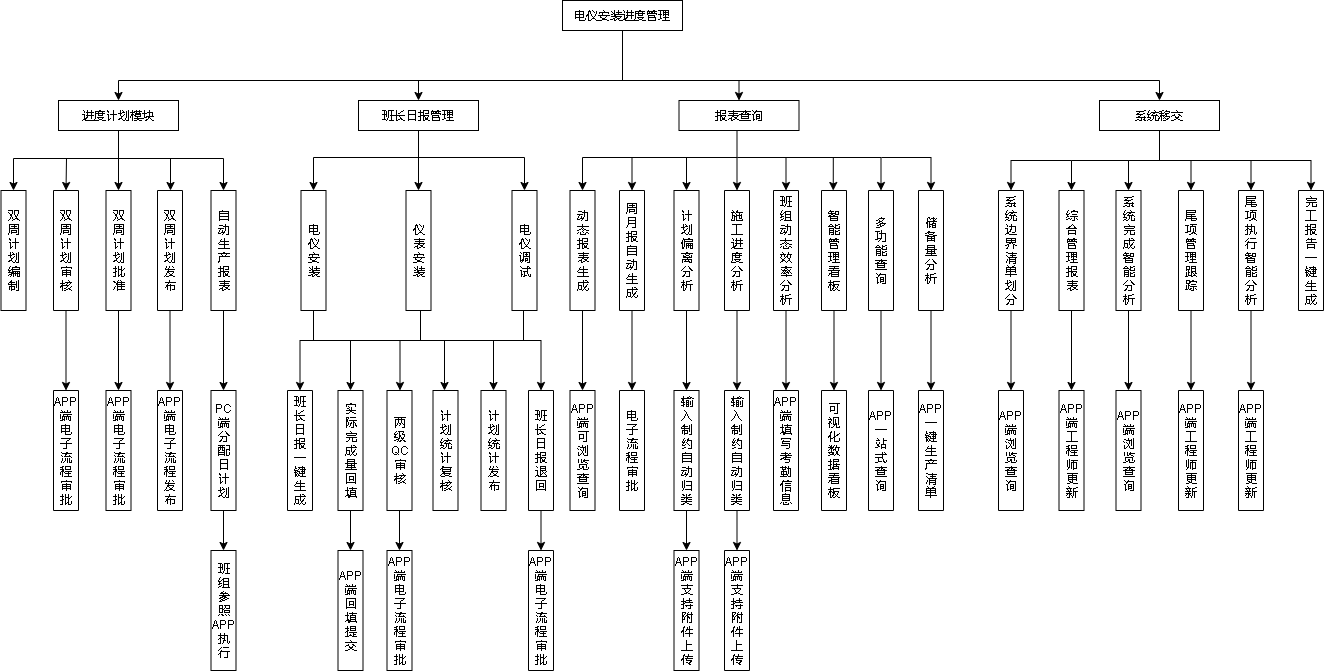 电仪安装进度管理
进度计划模块
班长日报管理
报表查询
系统移交
双周计划编制
双周计划审核
双周计划批准
双周计划发布
自动生产报表
电仪安装
仪表安装
电仪调试
动态报表生成
周月报自动生成
计划偏离分析
施工进度分析
班组动态效率分析
智能管理看板
多功能查询
储备量分析
系统边界清单划分
综合管理报表
系统完成智能分析
尾项管理跟踪
尾项执行智能分析
完工报告一键生成
APP端电子流程审批
APP端电子流程审批
APP端电子流程发布
PC端分配日计划
班长日报一键生成
实际完成量回填
两级QC审核
计划统计复核
计划统计发布
班长日报退回
APP端可浏览查询
电子流程审批
输入制约自动归类
输入制约自动归类
APP端填写考勤信息
可视化数据看板
APP一站式查询
APP一键生产清单
APP端浏览查询
APP端工程师更新
APP端浏览查询
APP端工程师更新
APP端工程师更新
班组参照APP执行
APP端回填提交
APP端电子流程审批
APP端电子流程审批
APP端支持附件上传
APP端支持附件上传